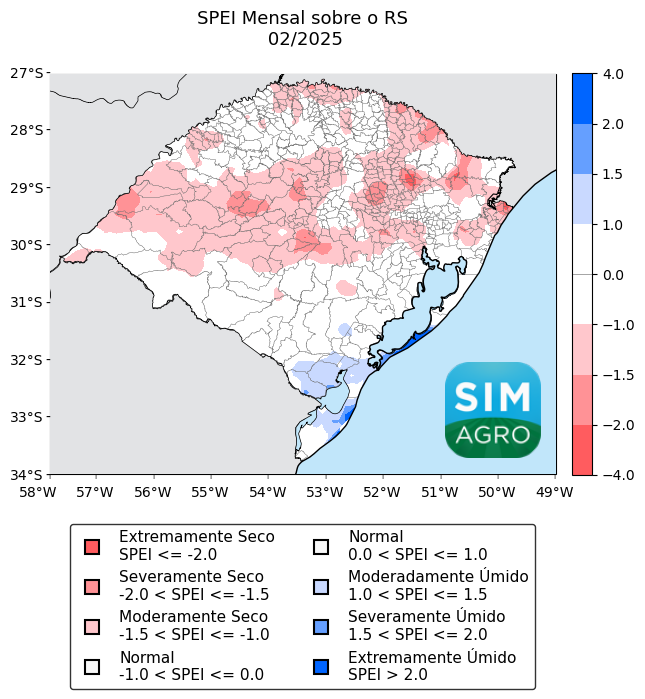 SPEI Mensal sobre o RS
02/2025
27°S
28°S
29°S
30°S
31°S
32°S
33°S
34°S
58°W 57°W 56°W 55°W 54°W 53°W 52°W 51°W 50°W 49°W
4.0
2.0
1.5
1.0
0.0
−1.0
−1.5
−2.0
−4.0
SIM
AGRO
Extremamente Seco
SPEI <= -2.0
Severamente Seco
-2.0 < SPEI <= -1.5
Moderamente Seco
-1.5 < SPEI <= -1.0
Normal
-1.0 < SPEI <= 0.0
Normal
0.0 < SPEI <= 1.0
Moderadamente Úmido
1.0 < SPEI <= 1.5
Severamente Úmido
1.5 < SPEI <= 2.0
Extremamente Úmido
SPEI > 2.0